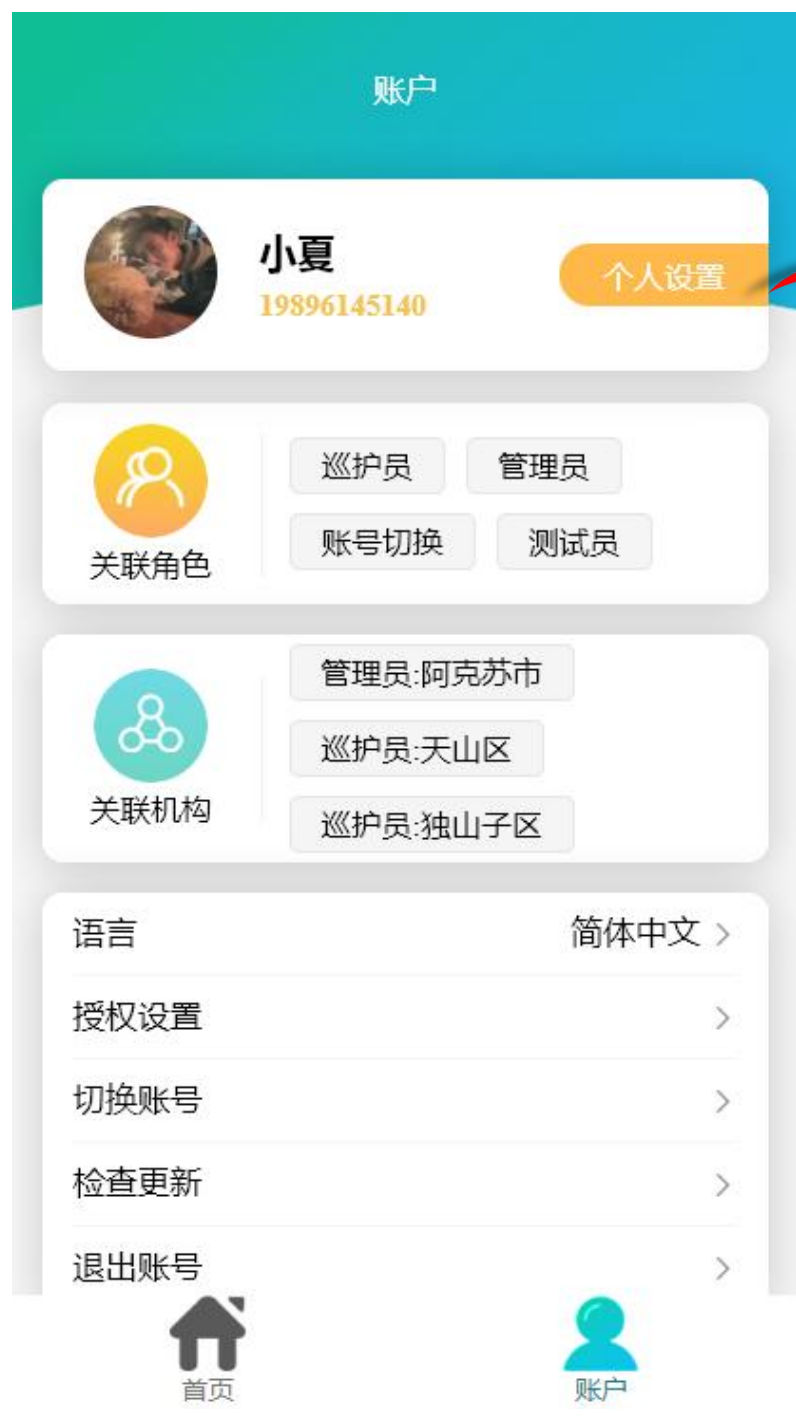 账户
小夏
个人设置
19896145140
巡护员 管理员
账号切换 测试员
关联角色
管理员:阿克苏市
巡护员:天山区
关联机构
巡护员:独山子区
语言 简体中文
授权设置
切换账号
检查更新
退出账号
首页 账户